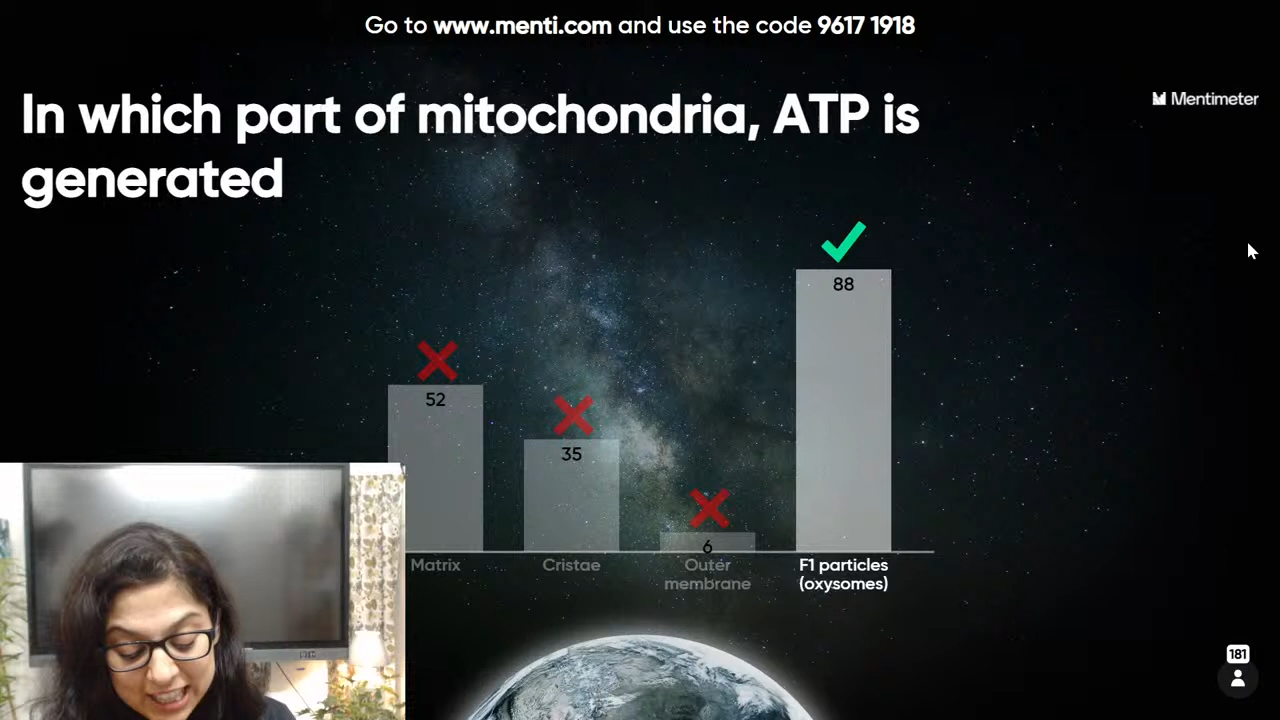 Go to www.menti.com and use the code 9617 1918
In which part of mitochondria, ATP is
generated
Mentimeter
88
52
35
6
Matrix
Cristae
Outer
membrane
F1 particles
(oxysomes)
181